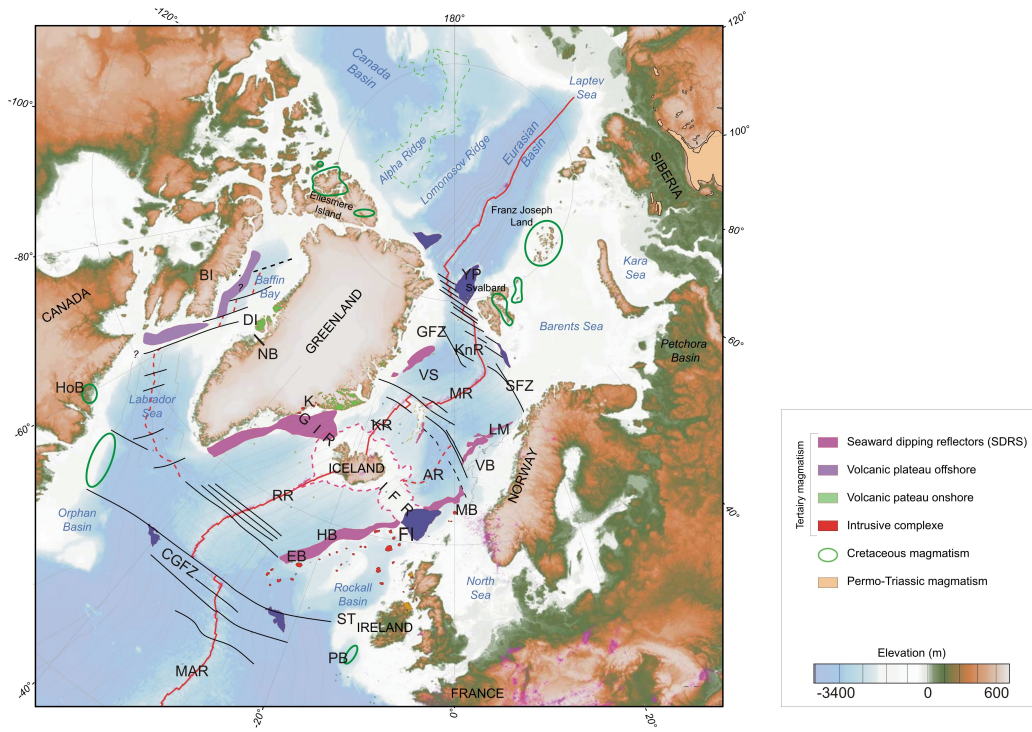 -120°
180°
120°
Canada
Basin
Laptev
Sea
-100°
100°
Eurasian
Basin
Alpha Ridge
Lomonosov Ridge
SIBERIA
Ellesmere
Island
Franz Joseph
Land
80°
-80°
BI
?
Baffin
Bay
YP
Svalbard
Kara
Sea
CANADA
GREENLAND
DI
Barents Sea
GFZ
NB
KnR
?
Petchora
Basin
60°
VS
SFZ
HoB
MR
Labrador
Sea
K
GIR
KR
LM
-60°
ICELAND
VB
AR
NORWAY
RR
IFR
MB
40°
Orphan
Basin
HB
FI
EB
CGFZ
Rockall
Basin
North
Sea
ST
IRELAND
PB
MAR
-40°
FRANCE
-20°
0°
20°
Tertairy magmatism
Seaward dipping reflectors (SDRS)
Volcanic plateau offshore
Volcanic pateau onshore
Intrusive complexe
Cretaceous magmatism
Permo-Triassic magmatism
Elevation (m)
-3400
0
600